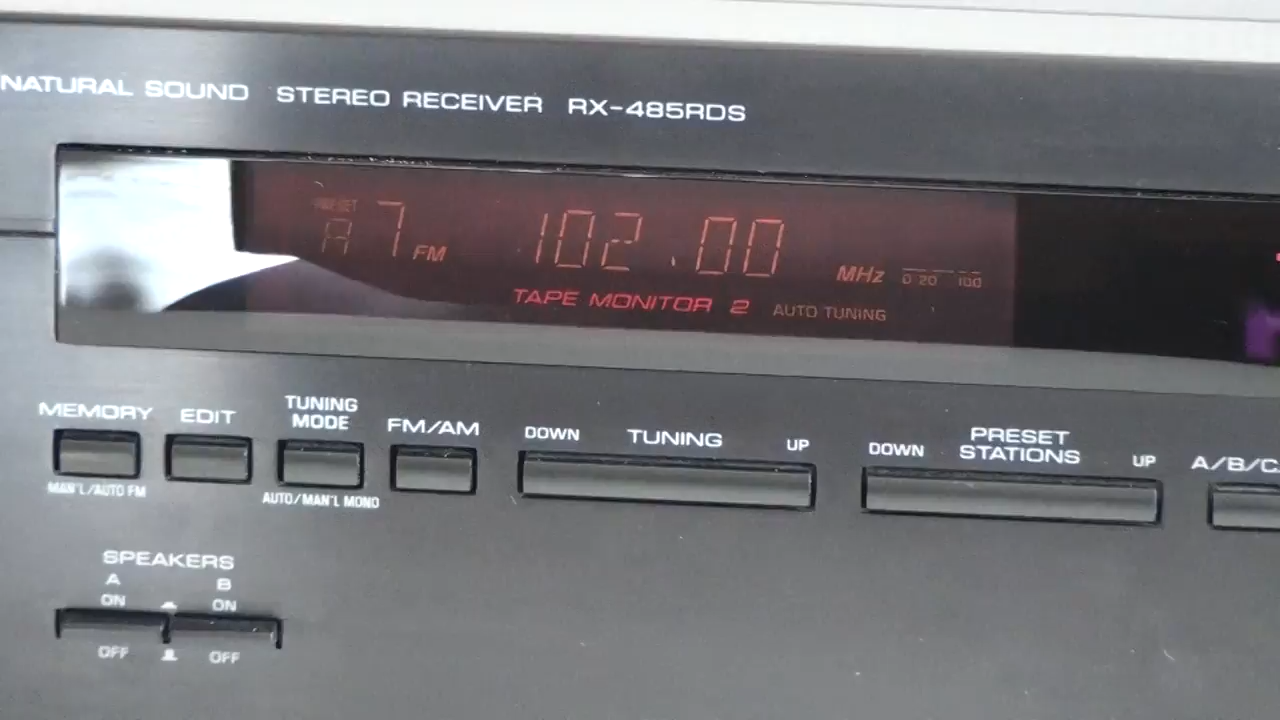 NATURAL SOUND STEREO RECEIVER RX-485RDS
PRESET
A 7 FM 102.00 MHz 0 20 100
TAPE MONITOR 2 AUTO TUNING
MEMORY EDIT TUNING MODE FM/AM DOWN TUNING UP DOWN PRESET STATIONS UP A/B/C
MAN'L/AUTO FM AUTO/MAN'L MONO
SPEAKERS
A B
ON ON
OFF OFF